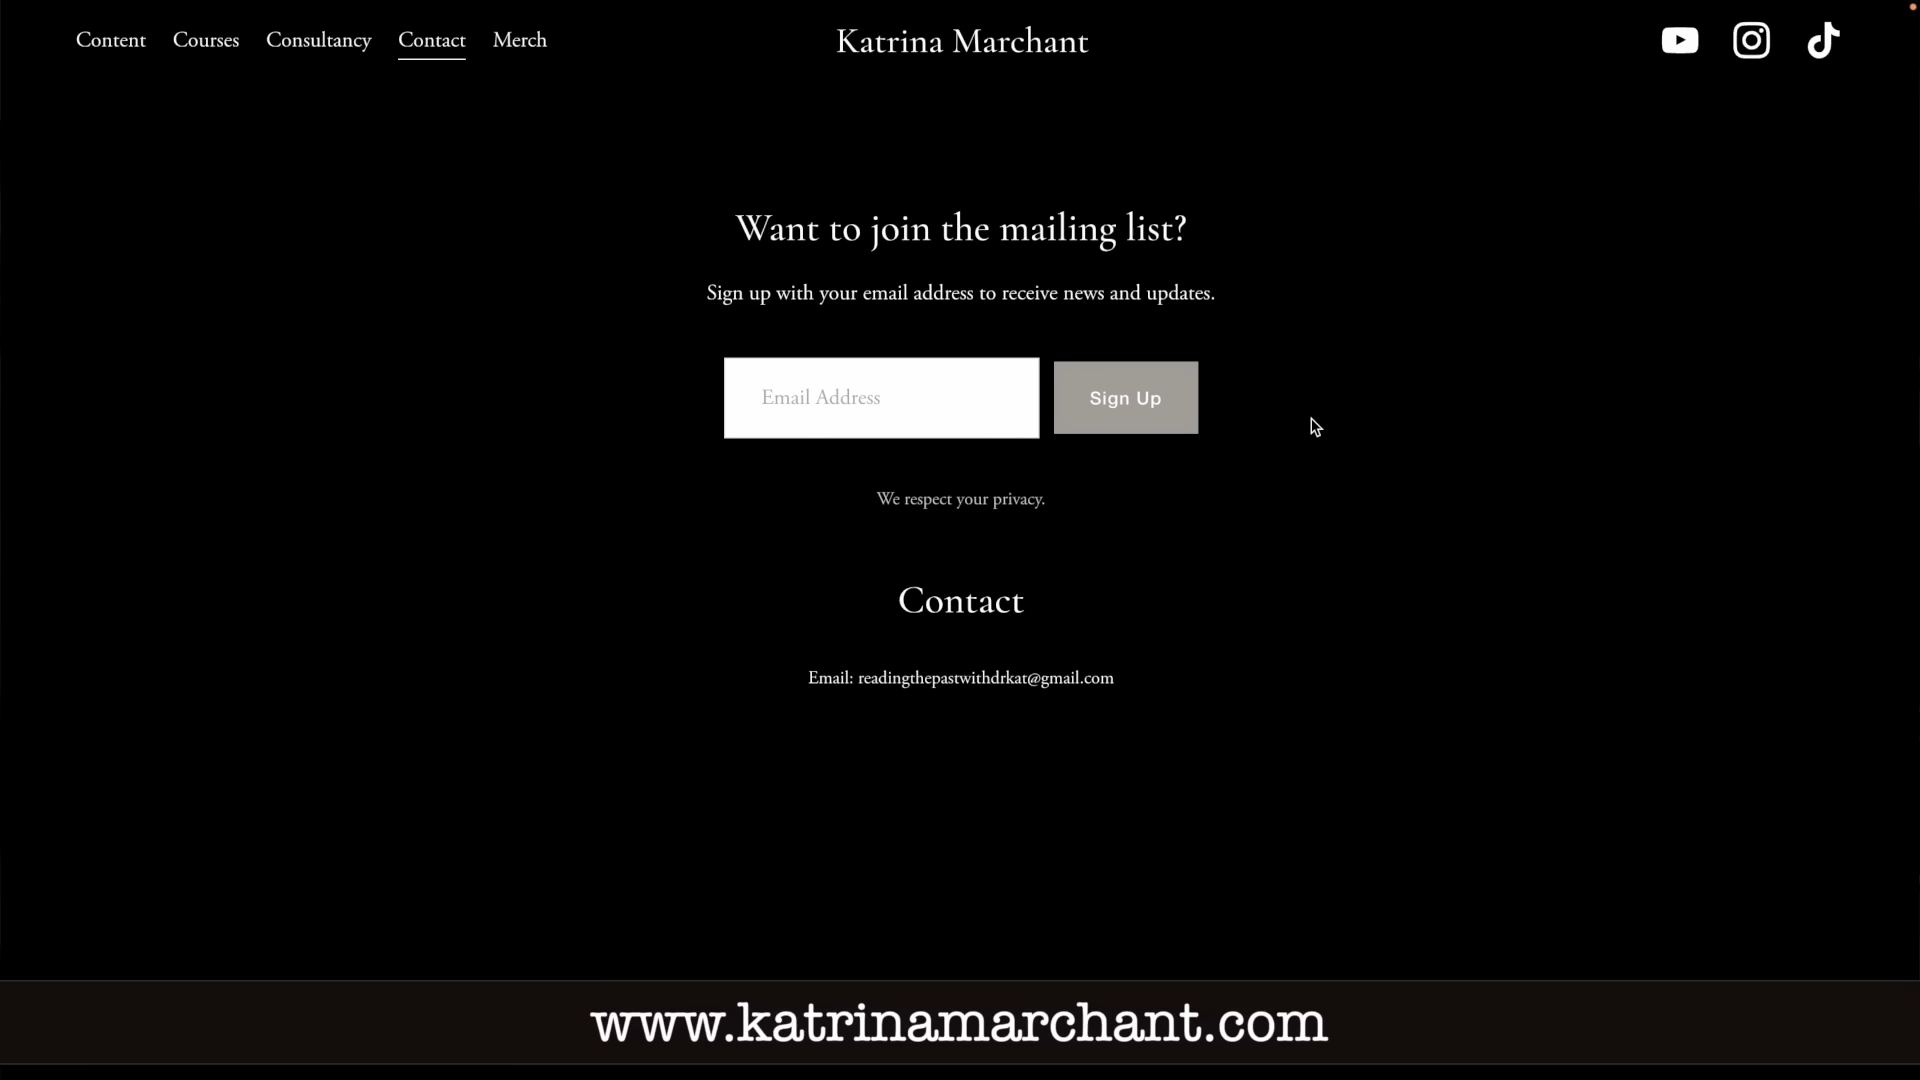 Content Courses Consultancy Contact Merch
Katrina Marchant
Want to join the mailing list?
Sign up with your email address to receive news and updates.
Email Address
Sign Up
We respect your privacy.
Contact
Email: readingthepastwithdrkat@gmail.com
www.katrinamarchant.com